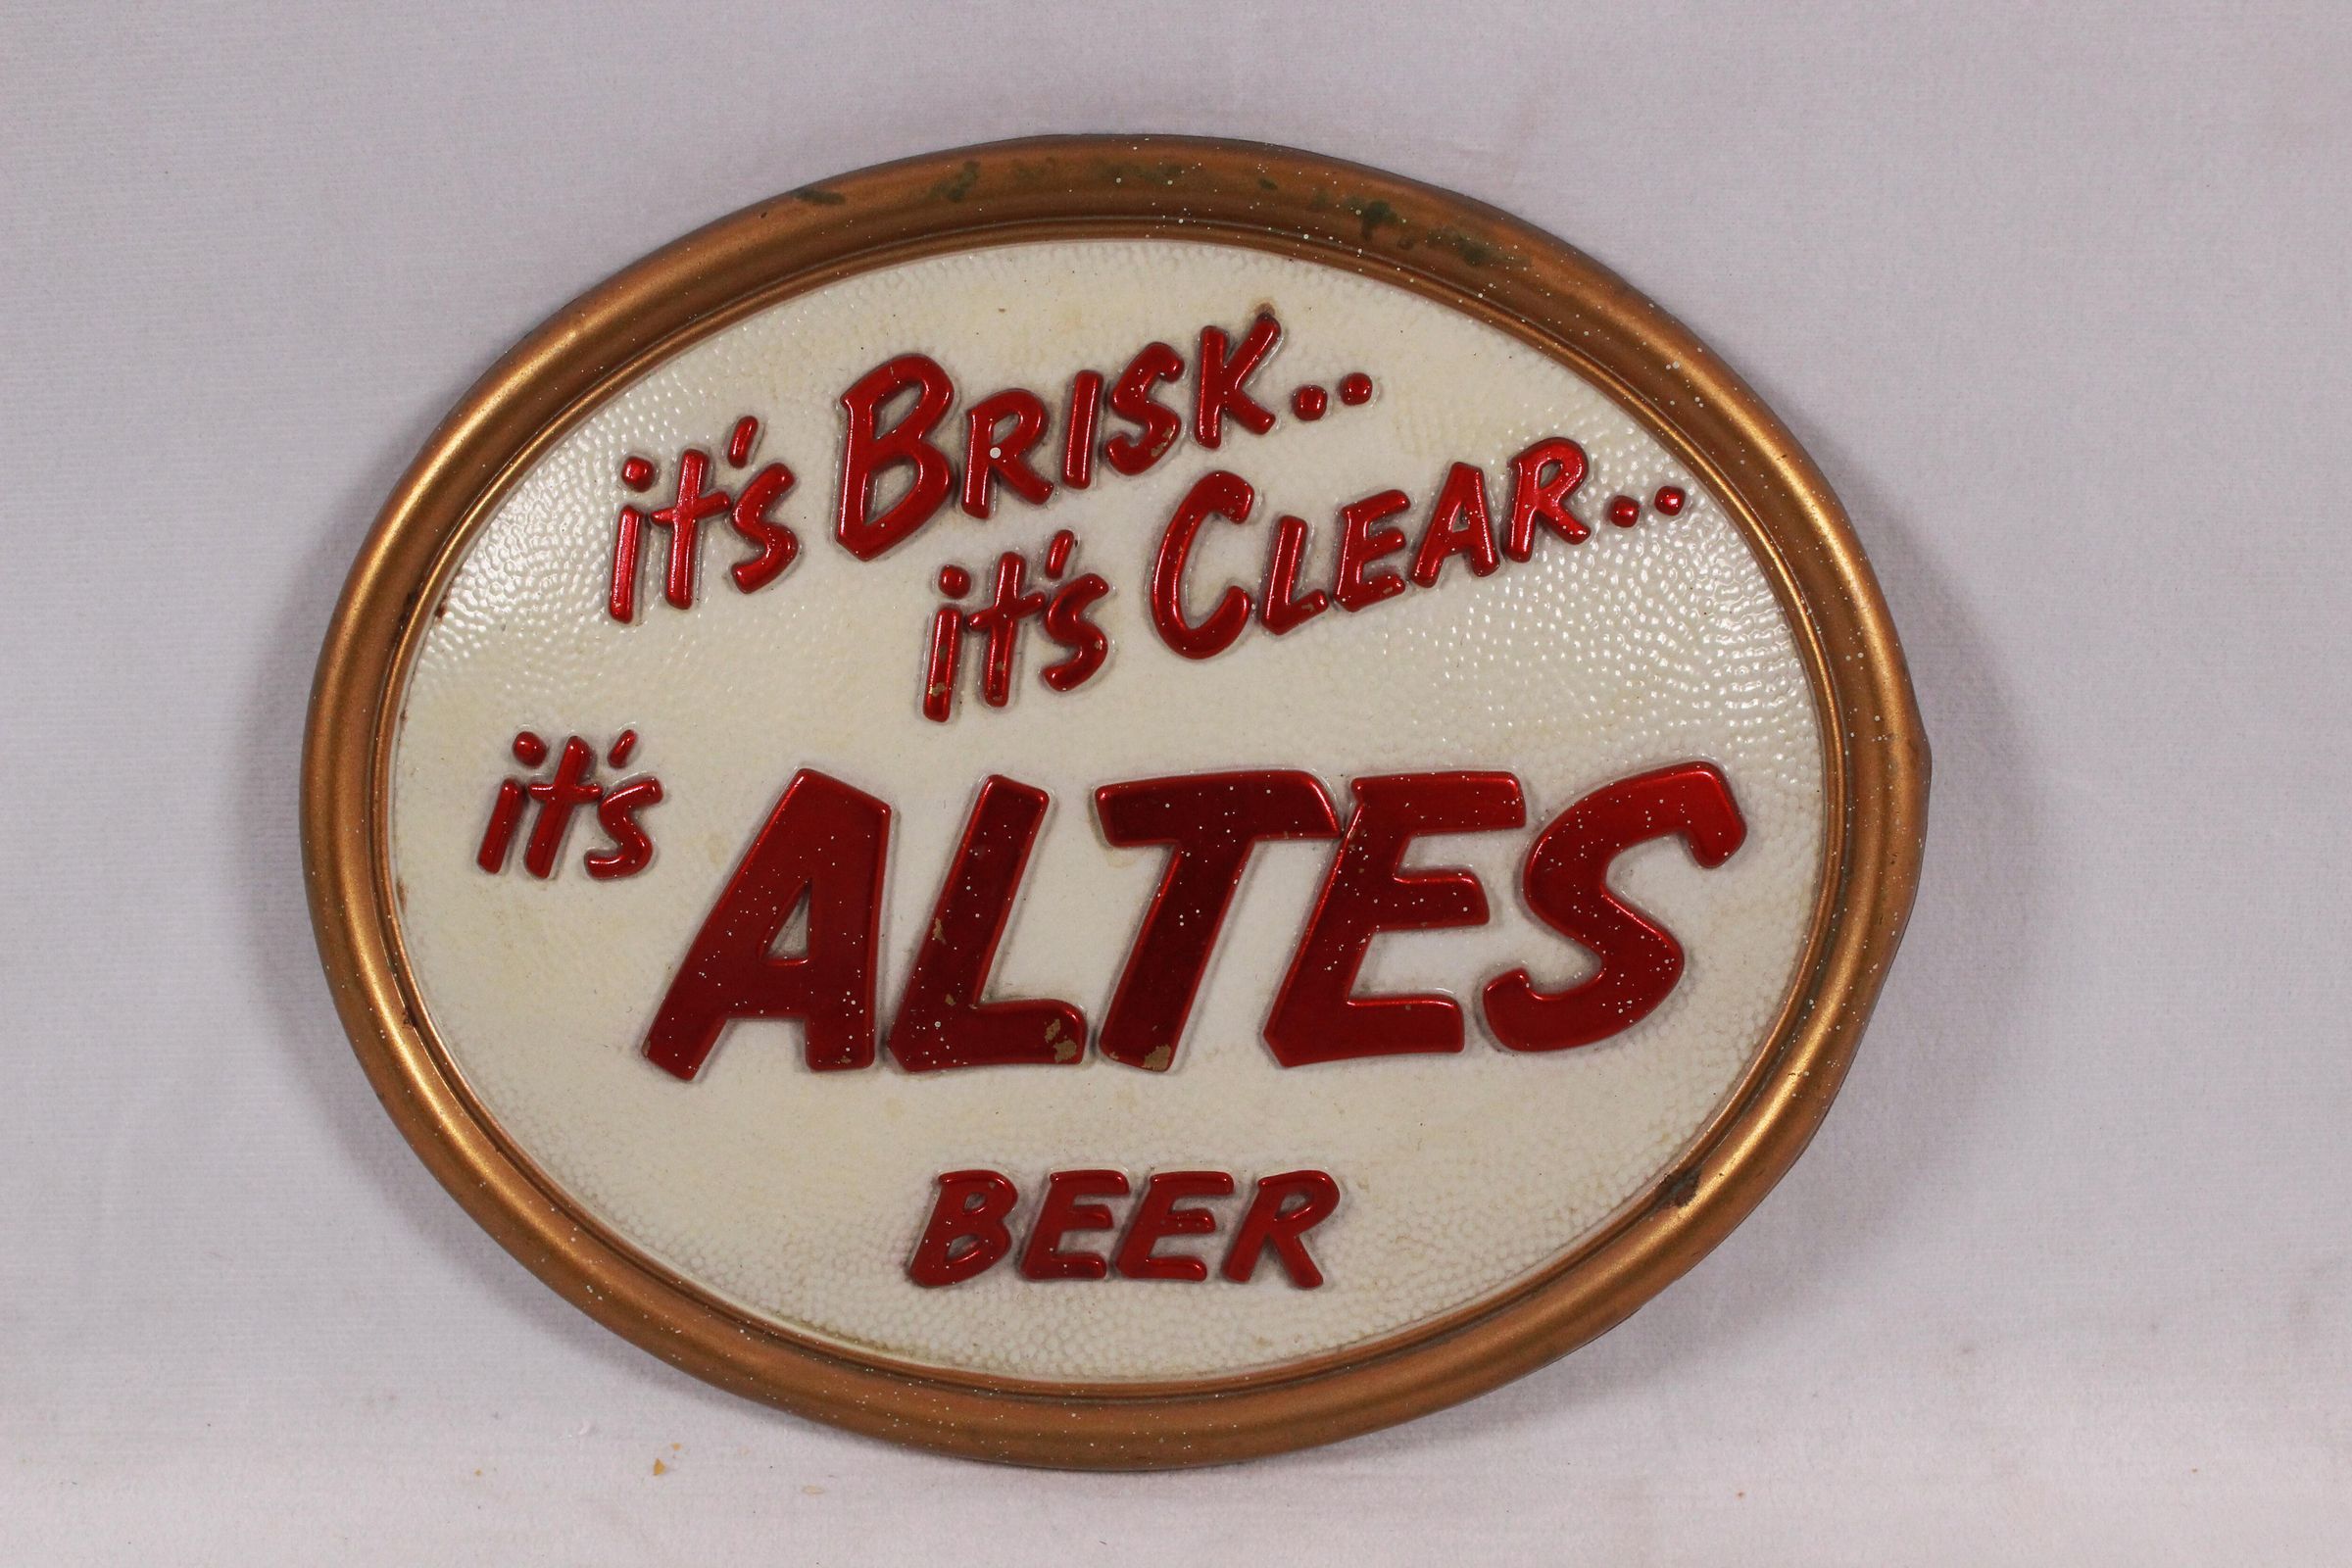 it's BRISK..
it's CLEAR..
it's ALTES
BEER